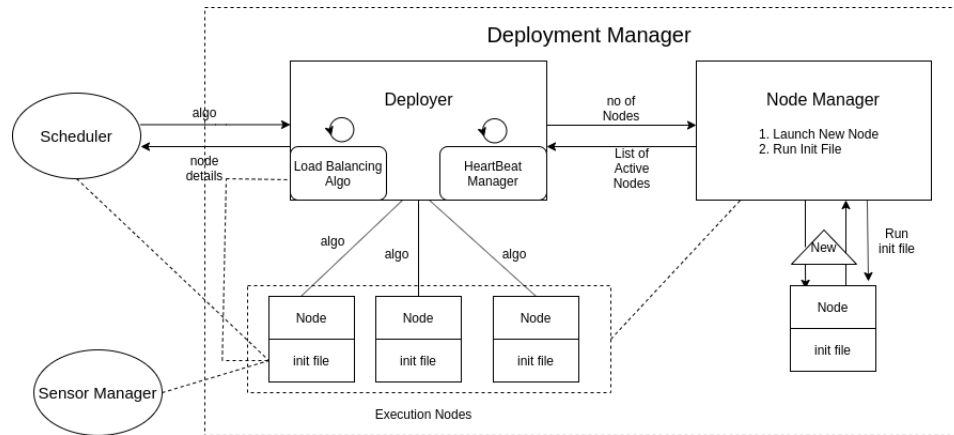 Deployment Manager
Scheduler
algo
node
details
Deployer
Load Balancing
Algo
HeartBeat
Manager
no of
Nodes
List of
Active
Nodes
Node Manager
1. Launch New Node
2. Run Init File
algo
algo
algo
New
Run
init file
Node
init file
Node
init file
Node
init file
Node
init file
Sensor Manager
Execution Nodes